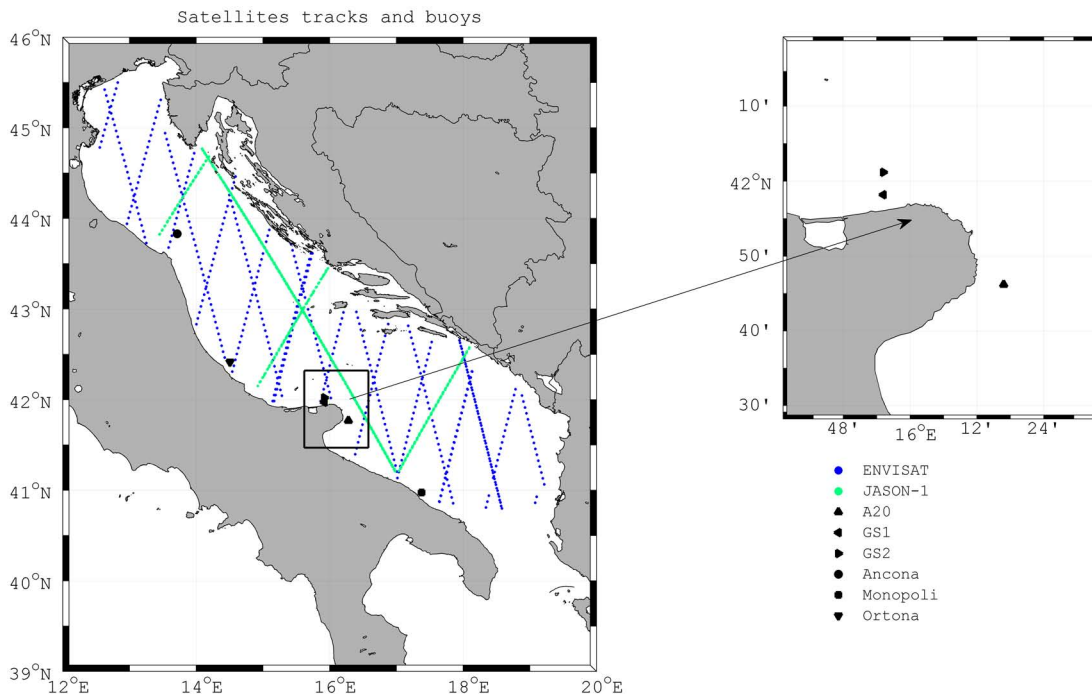 Satellites tracks and buoys
46°N
45°N
44°N
43°N
42°N
41°N
40°N
39°N
12°E
14°E
16°E
18°E
20°E
10'
42°N
50'
40'
30'
48'
16°E
12'
24'
ENVISAT
JASON-1
A20
GS1
GS2
Ancona
Monopoli
Ortona